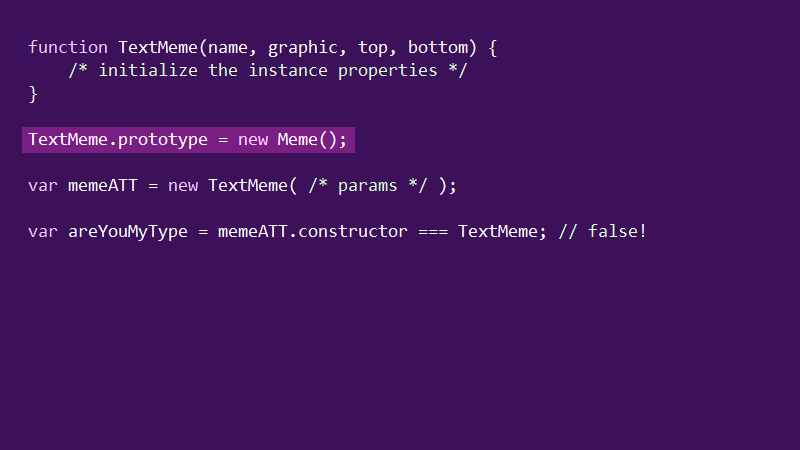 function TextMeme(name, graphic, top, bottom) {
    /* initialize the instance properties */
}
TextMeme.prototype = new Meme();
var memeATT = new TextMeme( /* params */ );
var areYouMyType = memeATT.constructor === TextMeme; // false!